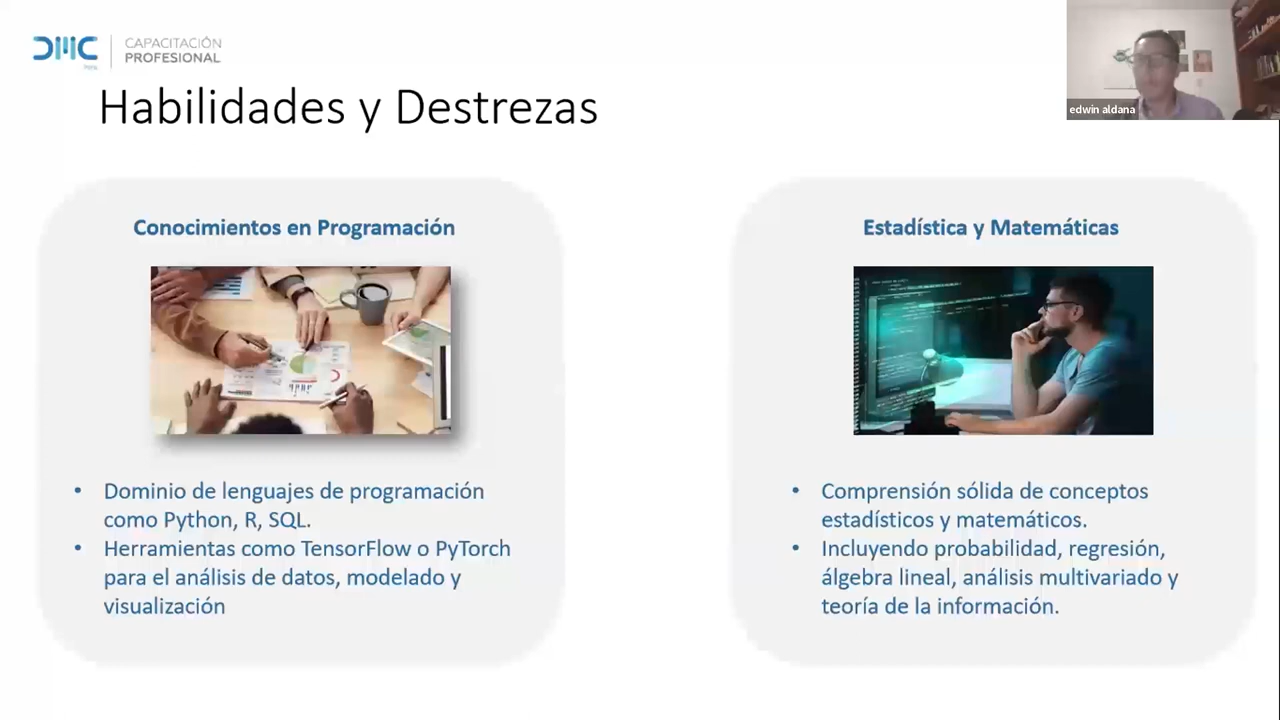 DMC
CAPACITACIÓN
PROFESIONAL
Habilidades y Destrezas
edwin aldana
Conocimientos en Programación
• Dominio de lenguajes de programación
como Python, R, SQL.
• Herramientas como TensorFlow o PyTorch
para el análisis de datos, modelado y
visualización
Estadística y Matemáticas
• Comprensión sólida de conceptos
estadísticos y matemáticos.
• Incluyendo probabilidad, regresión,
álgebra lineal, análisis multivariado y
teoría de la información.